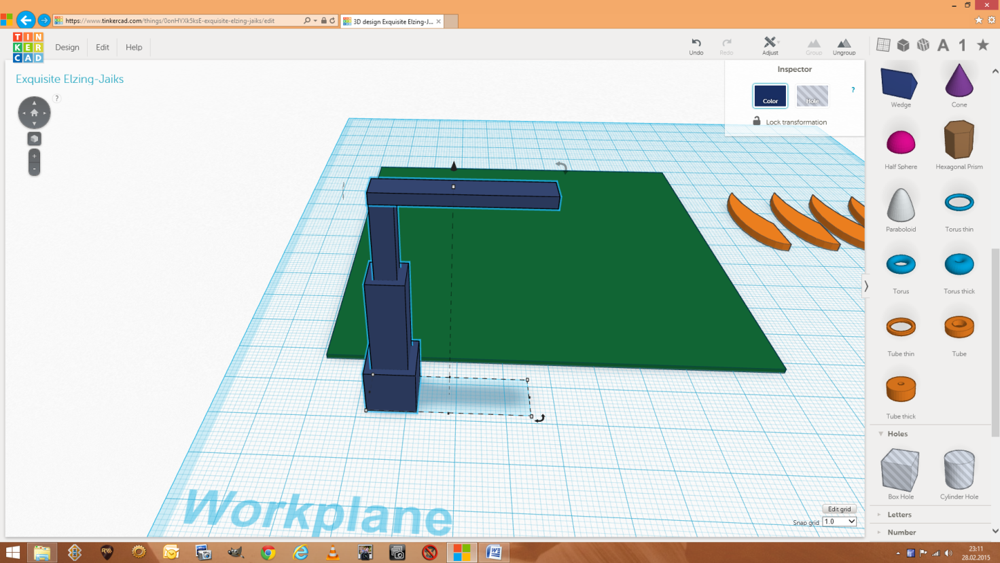 https://www.tinkercad.com/things/0onHYXk5ksE-exquisite-elzing-jaiks/edit
3D design Exquisite Elzing-J...
TIN
KER
CAD
Design
Edit
Help
Undo
Redo
Adjust
Group
Ungroup
A
1
Exquisite Elzing-Jaiks
?
+
-
Inspector
Color
Hole
?
Lock transformation
Wedge
Cone
Half Sphere
Hexagonal Prism
Paraboloid
Torus thin
Torus
Torus thick
Tube thin
Tube
Tube thick
Holes
Box Hole
Cylinder Hole
Letters
Number
Workplane
Edit grid
Snap grid
1.0
23:11
28.02.2015